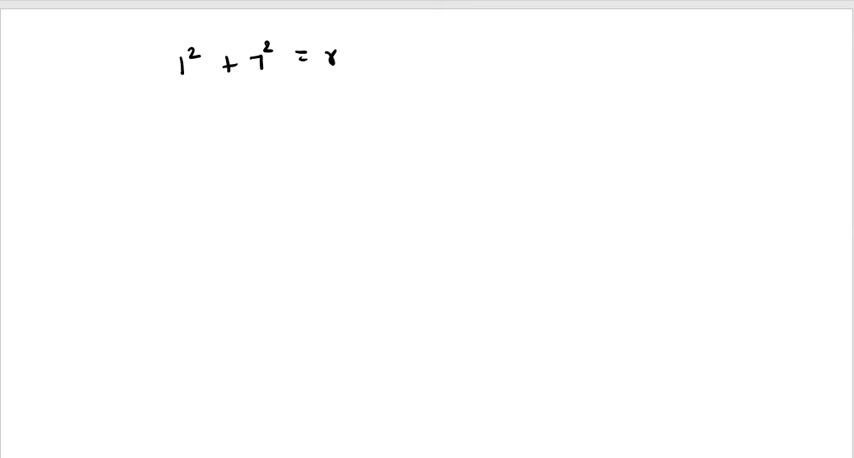 1² + 7² = r